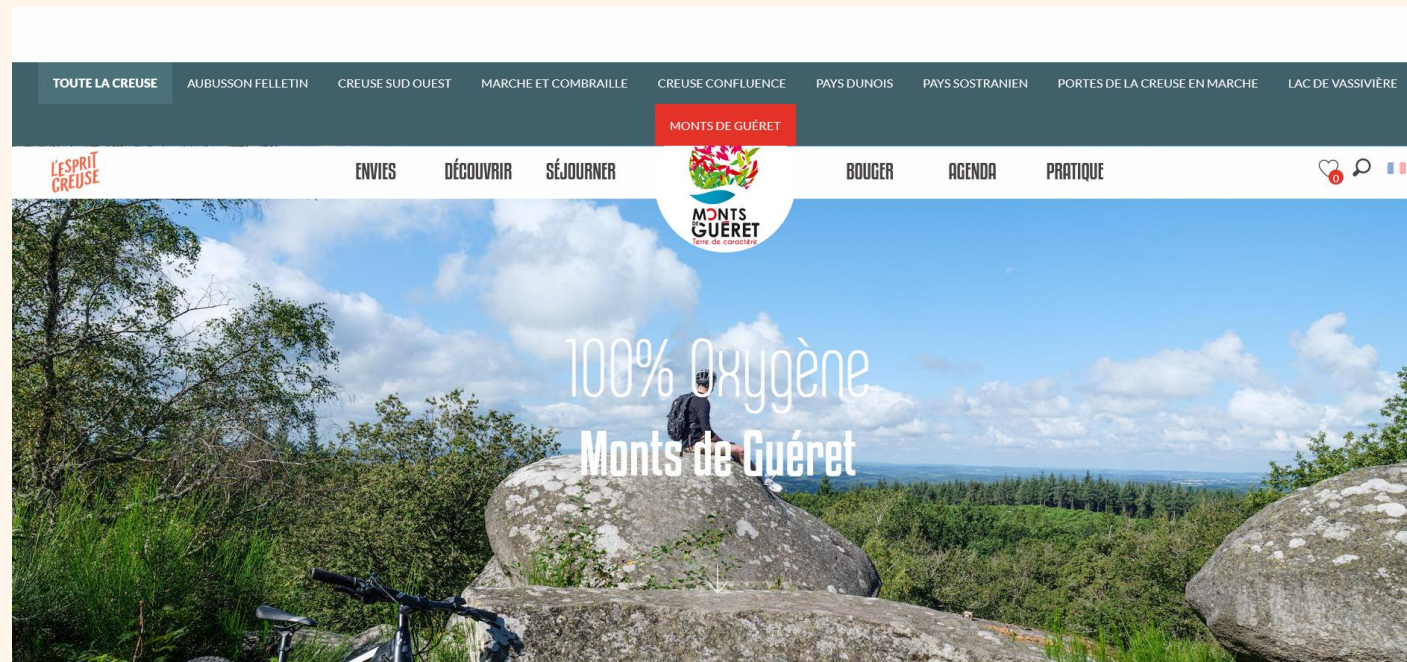 TOUTE LA CREUSE AUBUSSON FELLETIN CREUSE SUD OUEST MARCHE ET COMBRAILLE CREUSE CONFLUENCE PAYS DUNOIS PAYS SOSTRANIEN PORTES DE LA CREUSE EN MARCHE LAC DE VASSIVIÈRE
MONTS DE GUÉRET
L'ESPRIT
CREUSE
ENVIES DÉCOUVRIR SÉJOURNER BOUGER AGENDA PRATIQUE
0
MONTS
DE GUÉRET
Terre de caractère
100% Oxygène
Monts de Guéret